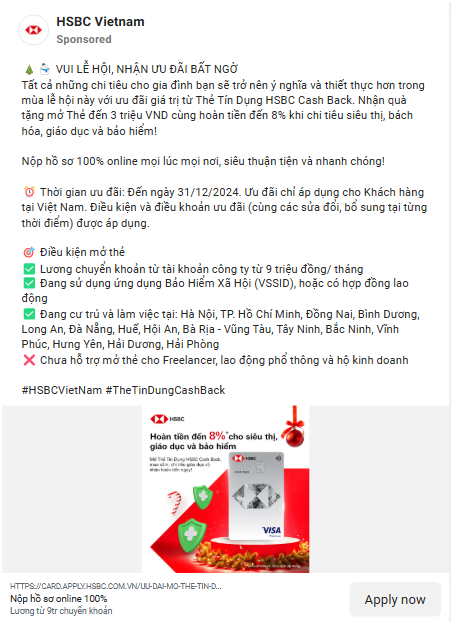 HSBC Vietnam
Sponsored
🎄 ⛄ VUI LỄ HỘI, NHẬN ƯU ĐÃI BẤT NGỜ
Tất cả những chi tiêu cho gia đình bạn sẽ trở nên ý nghĩa và thiết thực hơn trong
mùa lễ hội này với ưu đãi giá trị từ Thẻ Tín Dụng HSBC Cash Back. Nhận quà
tặng mở Thẻ đến 3 triệu VND cùng hoàn tiền đến 8% khi chi tiêu siêu thị, bách
hóa, giáo dục và bảo hiểm!
Nộp hồ sơ 100% online mọi lúc mọi nơi, siêu thuận tiện và nhanh chóng!
⏰ Thời gian ưu đãi: Đến ngày 31/12/2024. Ưu đãi chỉ áp dụng cho Khách hàng
tại Việt Nam. Điều kiện và điều khoản ưu đãi (cùng các sửa đổi, bổ sung tại từng
thời điểm) được áp dụng.
🎯 Điều kiện mở thẻ
✅ Lương chuyển khoản từ tài khoản công ty từ 9 triệu đồng/ tháng
✅ Đang sử dụng ứng dụng Bảo Hiểm Xã Hội (VSSID), hoặc có hợp đồng lao
động
✅ Đang cư trú và làm việc tại: Hà Nội, TP. Hồ Chí Minh, Đồng Nai, Bình Dương,
Long An, Đà Nẵng, Huế, Hội An, Bà Rịa - Vũng Tàu, Tây Ninh, Bắc Ninh, Vĩnh
Phúc, Hưng Yên, Hải Dương, Hải Phòng
❌ Chưa hỗ trợ mở thẻ cho Freelancer, lao động phổ thông và hộ kinh doanh
#HSBCVietNam #TheTinDungCashBack
HSBC
Hoàn tiền đến 8%* cho siêu thị,
giáo dục và bảo hiểm
Mở Thẻ Tín Dụng HSBC Cash Back,
mua sắm, chi tiêu giáo dục và
nhận hoàn tiền ngay!
HSBC
VISA
HTTPS://CARD.APPLY.HSBC.COM.VN/UU-DAI-MO-THE-TIN-D...
Nộp hồ sơ online 100%
Lương từ 9tr chuyển khoản
Apply now